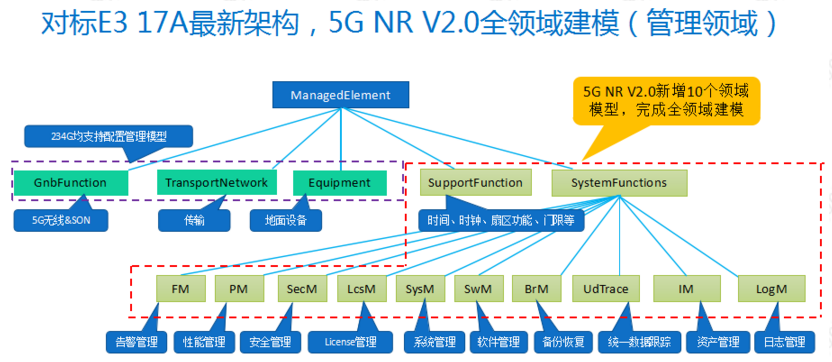 对标E3 17A最新架构，5G NR V2.0全领域建模（管理领域）
ManagedElement
5G NR V2.0新增10个领域
模型，完成全领域建模
234G均支持配置管理模型
GnbFunction
TransportNetwork
Equipment
SupportFunction
SystemFunctions
5G无线&SON
传输
地面设备
时间、时钟、扇区功能、门限等
FM
PM
SecM
LcsM
SysM
SwM
BrM
UdTrace
IM
LogM
告警管理
性能管理
安全管理
License管理
系统管理
软件管理
备份恢复
统一数据跟踪
资产管理
日志管理